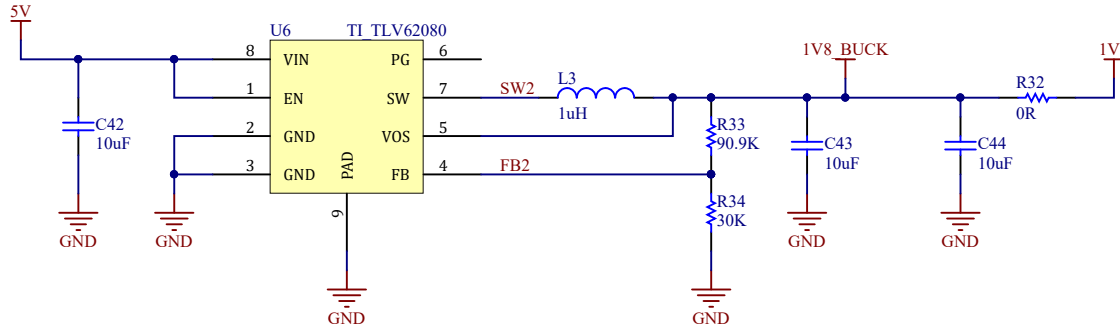 5V
U6
TI_TLV62080
8
VIN
PG
6
1V8_BUCK
1V
1
EN
SW
7
SW2
L3
1uH
R32
0R
C42
10uF
2
GND
VOS
5
R33
90.9K
C43
10uF
C44
10uF
3
GND
PAD
FB
4
FB2
9
R34
30K
GND
GND
GND
GND
GND
GND